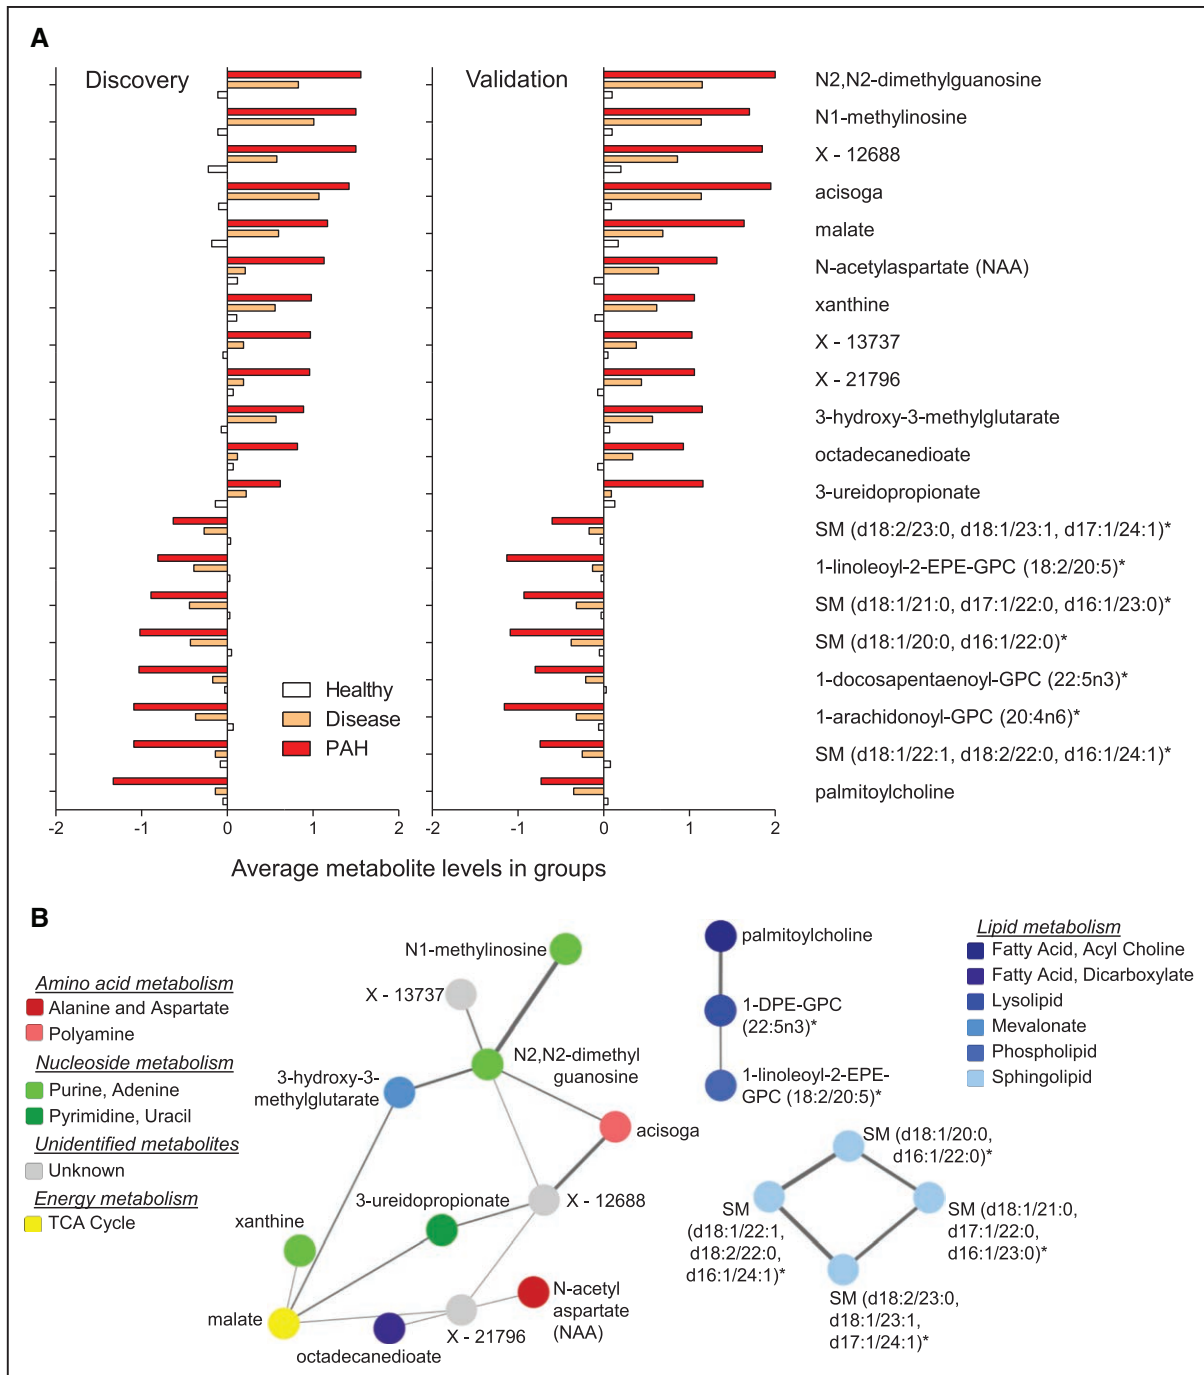 A
Discovery
Validation
N2,N2-dimethylguanosine
N1-methylinosine
X - 12688
acisoga
malate
N-acetylaspartate (NAA)
xanthine
X - 13737
X - 21796
3-hydroxy-3-methylglutarate
octadecanedioate
3-ureidopropionate
SM (d18:2/23:0, d18:1/23:1, d17:1/24:1)*
1-linoleoyl-2-EPE-GPC (18:2/20:5)*
SM (d18:1/21:0, d17:1/22:0, d16:1/23:0)*
SM (d18:1/20:0, d16:1/22:0)*
1-docosapentaenoyl-GPC (22:5n3)*
1-arachidonoyl-GPC (20:4n6)*
SM (d18:1/22:1, d18:2/22:0, d16:1/24:1)*
palmitoylcholine
Healthy
Disease
PAH
-2 -1 0 1 2
-2 -1 0 1 2
Average metabolite levels in groups
B
Amino acid metabolism
Alanine and Aspartate
Polyamine
Nucleoside metabolism
Purine, Adenine
Pyrimidine, Uracil
Unidentified metabolites
Unknown
Energy metabolism
TCA Cycle
N1-methylinosine
X - 13737
N2,N2-dimethyl
guanosine
3-hydroxy-3-
methylglutarate
acisoga
3-ureidopropionate
X - 12688
xanthine
malate
octadecanedioate
X - 21796
N-acetyl
aspartate
(NAA)
palmitoylcholine
1-DPE-GPC
(22:5n3)*
1-linoleoyl-2-EPE-
GPC (18:2/20:5)*
SM (d18:1/20:0,
d16:1/22:0)*
SM
(d18:1/22:1,
d18:2/22:0,
d16:1/24:1)*
SM (d18:1/21:0,
d17:1/22:0,
d16:1/23:0)*
SM (d18:2/23:0,
d18:1/23:1,
d17:1/24:1)*
Lipid metabolism
Fatty Acid, Acyl Choline
Fatty Acid, Dicarboxylate
Lysolipid
Mevalonate
Phospholipid
Sphingolipid